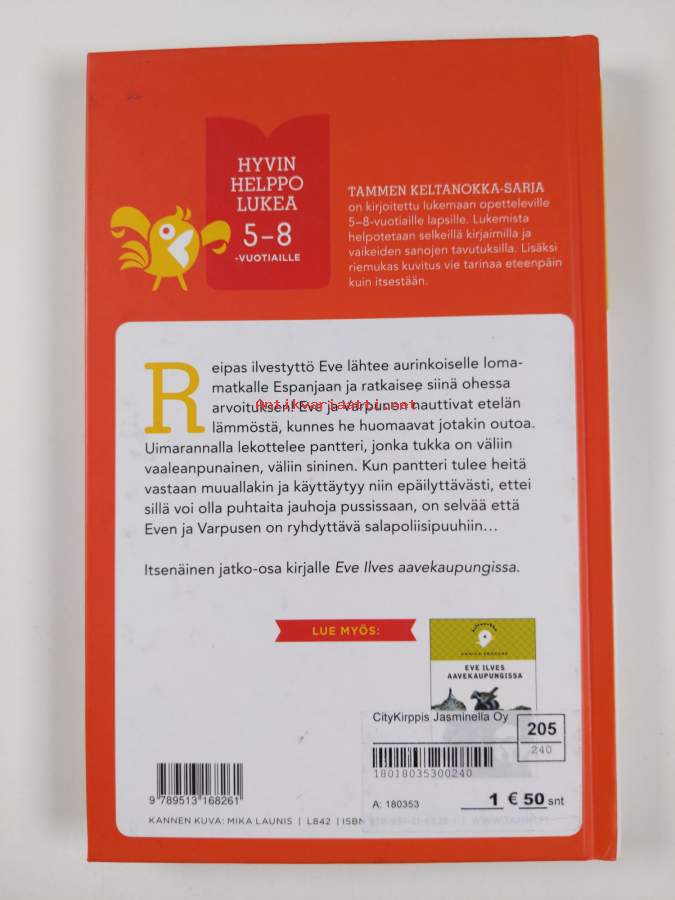 HYVIN
HELPPO
LUKEA
5–8
-VUOTIAILLE
TAMMEN KELTANOKKA-SARJA
on kirjoitettu lukemaan opetteleville
5–8-vuotiaille lapsille. Lukemista
helpotetaan selkeillä kirjaimilla ja
vaikeiden sanojen tavutuksilla. Lisäksi
riemukas kuvitus vie tarinaa eteenpäin
kuin itsestään.
Reipas ilvestyttö Eve lähtee aurinkoiselle loma-
matkalle Espanjaan ja ratkaisee siinä ohessa
arvoituksen! Eve ja Varpunen nauttivat etelän
lämmöstä, kunnes he huomaavat jotakin outoa.
Uimarannalla lekottelee pantteri, jonka tukka on väliin
vaaleanpunainen, väliin sininen. Kun pantteri tulee heitä
vastaan muuallakin ja käyttäytyy niin epäilyttävästi, ettei
sillä voi olla puhtaita jauhoja pussissaan, on selvää että
Even ja Varpusen on ryhdyttävä salapoliisipuuhiin...
Itsenäinen jatko-osa kirjalle Eve Ilves aavekaupungissa.
Antikvariaatti.net
LUE MYÖS:
EVE ILVES
AAVEKAUPUNGISSA
CityKirppis Jasminella Oy
205
240
18018035300240
A: 180353
1 € 50 snt
9 789513 168261
KANNEN KUVA: MIKA LAUNIS | L842 | ISBN